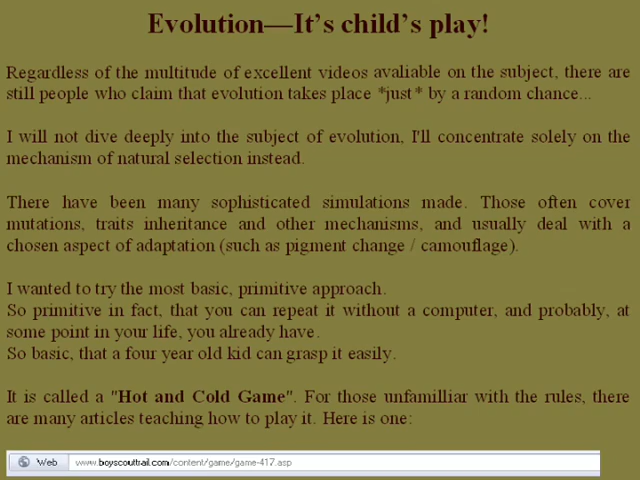 Evolution—It's child's play!
Regardless of the multitude of excellent videos avaliable on the subject, there are
still people who claim that evolution takes place *just* by a random chance...
I will not dive deeply into the subject of evolution, I'll concentrate solely on the
mechanism of natural selection instead.
There have been many sophisticated simulations made. Those often cover
mutations, traits inheritance and other mechanisms, and usually deal with a
chosen aspect of adaptation (such as pigment change / camouflage).
I wanted to try the most basic, primitive approach.
So primitive in fact, that you can repeat it without a computer, and probably, at
some point in your life, you already have.
So basic, that a four year old kid can grasp it easily.
It is called a "Hot and Cold Game". For those unfamilliar with the rules, there
are many articles teaching how to play it. Here is one:
Web www.boyscouttrail.com/content/game/game-417.asp